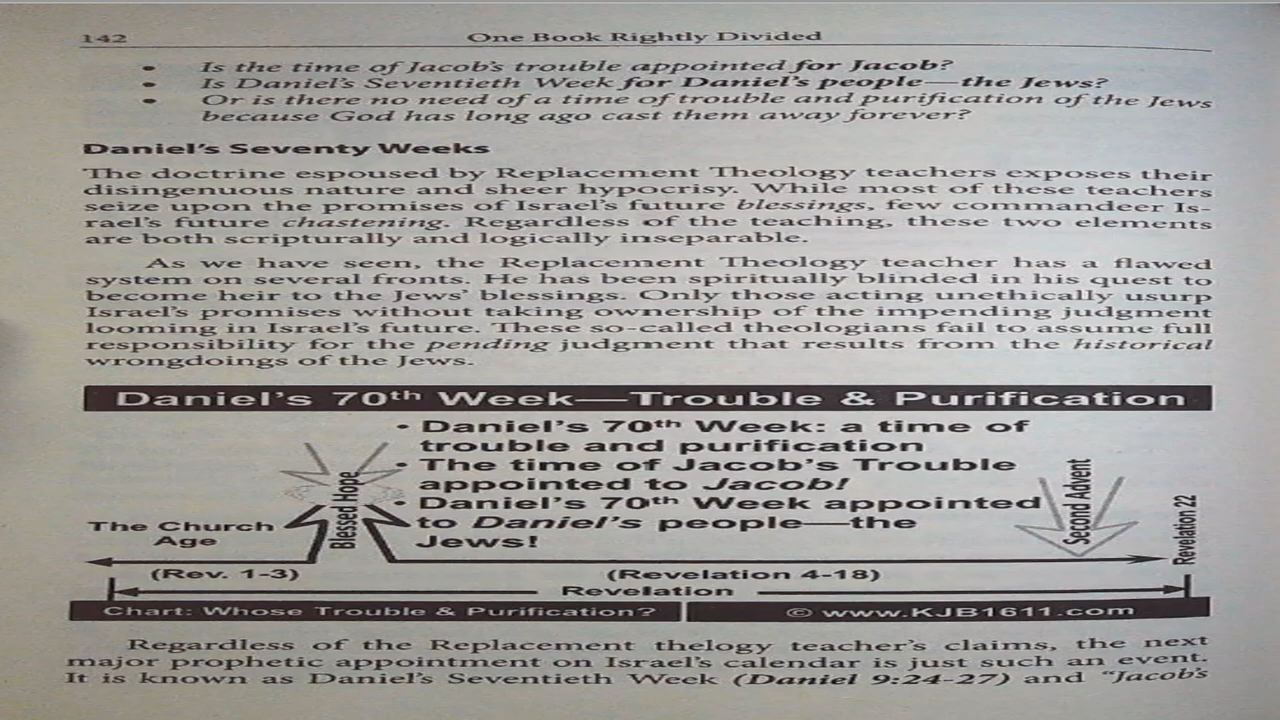 142
One Book Rightly Divided
• Is the time of Jacob's trouble appointed for Jacob?
• Is Daniel's Seventieth Week for Daniel's people—the Jews?
• Or is there no need of a time of trouble and purification of the Jews
because God has long ago cast them away forever?
Daniel's Seventy Weeks
The doctrine espoused by Replacement Theology teachers exposes their
disingenuous nature and sheer hypocrisy. While most of these teachers
seize upon the promises of Israel's future blessings, few commandeer Is-
rael's future chastening. Regardless of the teaching, these two elements
are both scripturally and logically inseparable.
As we have seen, the Replacement Theology teacher has a flawed
system on several fronts. He has been spiritually blinded in his quest to
become heir to the Jews' blessings. Only those acting unethically usurp
Israel's promises without taking ownership of the impending judgment
looming in Israel's future. These so-called theologians fail to assume full
responsibility for the pending judgment that results from the historical
wrongdoings of the Jews.
Daniel's 70th Week—Trouble & Purification
• Daniel's 70th Week: a time of
trouble and purification
• The time of Jacob's Trouble
appointed to Jacob!
• Daniel's 70th Week appointed
to Daniel's people—the
Jews!
The Church
Age
Blessed Hope
Second Advent
Revelation 22
(Rev. 1-3)
(Revelation 4-18)
Revelation
Chart: Whose Trouble & Purification?
© www.KJB1611.com
Regardless of the Replacement thelogy teacher's claims, the next
major prophetic appointment on Israel's calendar is just such an event.
It is known as Daniel's Seventieth Week (Daniel 9:24-27) and "Jacob's